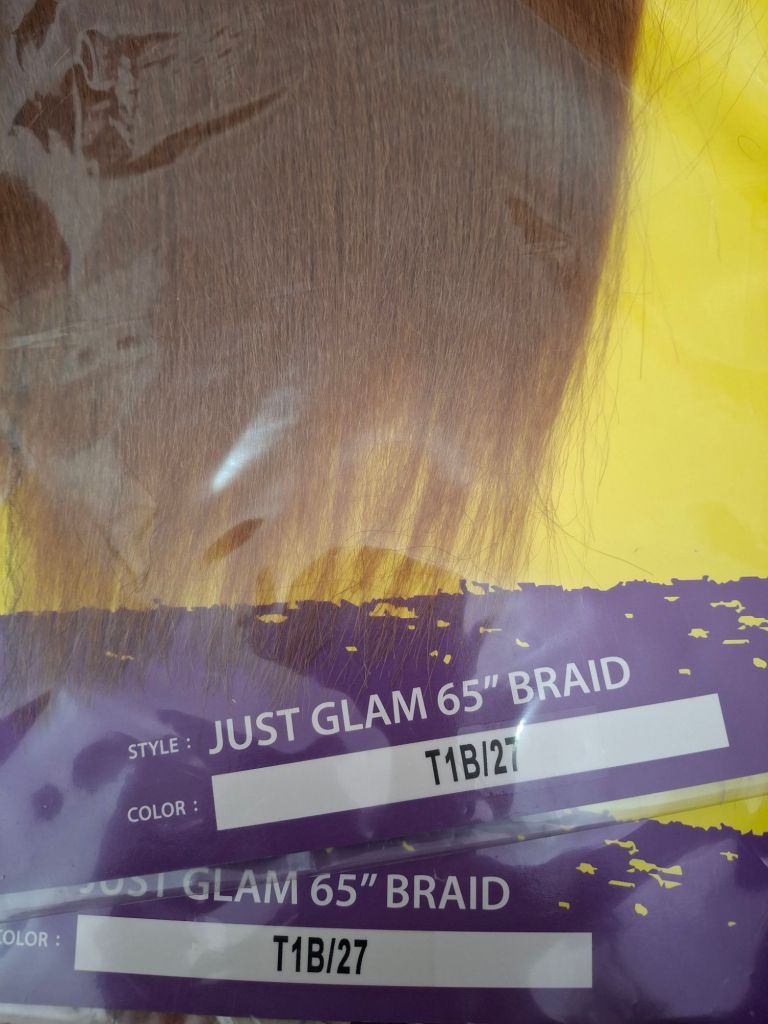 STYLE : JUST GLAM 65" BRAID
COLOR : T1B/27
JUST GLAM 65" BRAID
COLOR : T1B/27